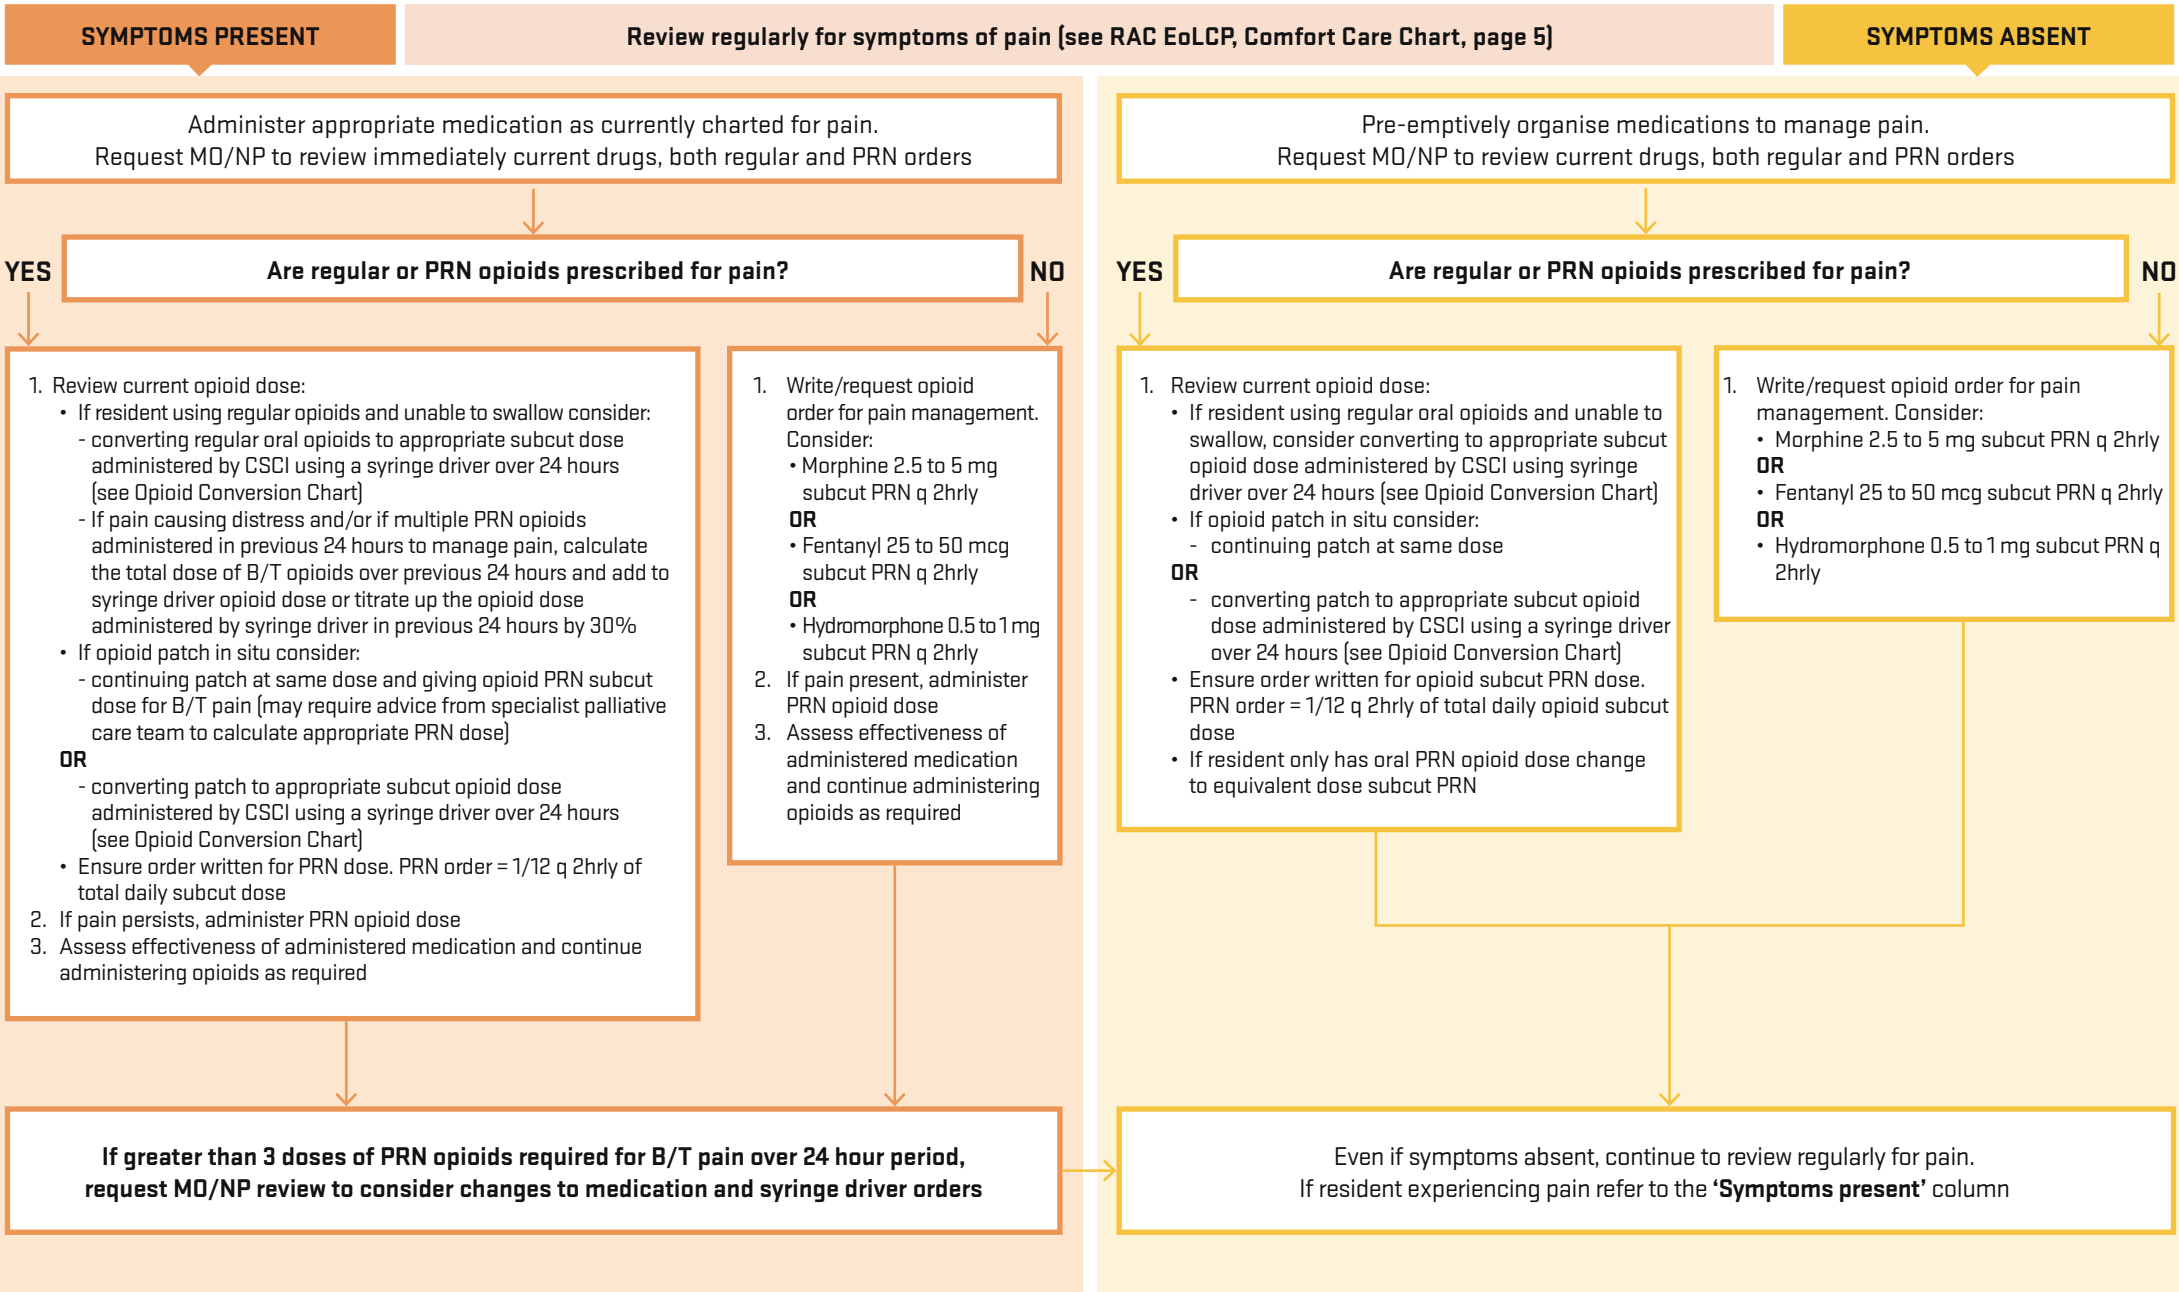 SYMPTOMS PRESENT
Review regularly for symptoms of pain (see RAC EoLCP, Comfort Care Chart, page 5)
SYMPTOMS ABSENT
Administer appropriate medication as currently charted for pain.
Request MO/NP to review immediately current drugs, both regular and PRN orders
YES
Are regular or PRN opioids prescribed for pain?
NO
1. Review current opioid dose:
• If resident using regular opioids and unable to swallow consider:
- converting regular oral opioids to appropriate subcut dose
administered by CSCI using a syringe driver over 24 hours
(see Opioid Conversion Chart)
- If pain causing distress and/or if multiple PRN opioids
administered in previous 24 hours to manage pain, calculate
the total dose of B/T opioids over previous 24 hours and add to
syringe driver opioid dose or titrate up the opioid dose
administered by syringe driver in previous 24 hours by 30%
• If opioid patch in situ consider:
- continuing patch at same dose and giving opioid PRN subcut
dose for B/T pain (may require advice from specialist palliative
care team to calculate appropriate PRN dose)
OR
- converting patch to appropriate subcut opioid dose
administered by CSCI using a syringe driver over 24 hours
(see Opioid Conversion Chart)
• Ensure order written for PRN dose. PRN order = 1/12 q 2hrly of
total daily subcut dose
2. If pain persists, administer PRN opioid dose
3. Assess effectiveness of administered medication and continue
administering opioids as required
1. Write/request opioid
order for pain management.
Consider:
• Morphine 2.5 to 5 mg
subcut PRN q 2hrly
OR
• Fentanyl 25 to 50 mcg
subcut PRN q 2hrly
OR
• Hydromorphone 0.5 to 1 mg
subcut PRN q 2hrly
2. If pain present, administer
PRN opioid dose
3. Assess effectiveness of
administered medication
and continue administering
opioids as required
If greater than 3 doses of PRN opioids required for B/T pain over 24 hour period,
request MO/NP review to consider changes to medication and syringe driver orders
Pre-emptively organise medications to manage pain.
Request MO/NP to review current drugs, both regular and PRN orders
YES
Are regular or PRN opioids prescribed for pain?
NO
1. Review current opioid dose:
• If resident using regular oral opioids and unable to
swallow, consider converting to appropriate subcut
opioid dose administered by CSCI using syringe
driver over 24 hours (see Opioid Conversion Chart)
• If opioid patch in situ consider:
- continuing patch at same dose
OR
- converting patch to appropriate subcut opioid
dose administered by CSCI using a syringe driver
over 24 hours (see Opioid Conversion Chart)
• Ensure order written for opioid subcut PRN dose.
PRN order = 1/12 q 2hrly of total daily opioid subcut
dose
• If resident only has oral PRN opioid dose change
to equivalent dose subcut PRN
1. Write/request opioid order for pain
management. Consider:
• Morphine 2.5 to 5 mg subcut PRN q 2hrly
OR
• Fentanyl 25 to 50 mcg subcut PRN q 2hrly
OR
• Hydromorphone 0.5 to 1 mg subcut PRN q
2hrly
Even if symptoms absent, continue to review regularly for pain.
If resident experiencing pain refer to the ‘Symptoms present’ column